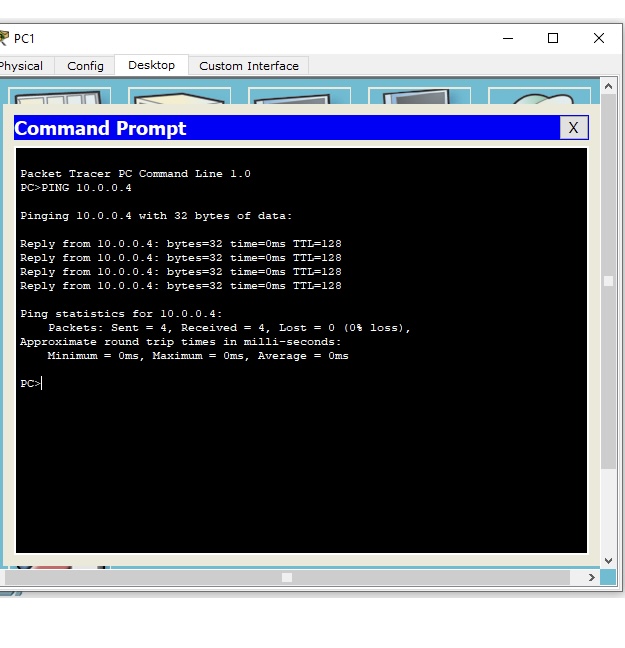 PC1
Physical Config Desktop Custom Interface
Command Prompt X
Packet Tracer PC Command Line 1.0
PC>PING 10.0.0.4
Pinging 10.0.0.4 with 32 bytes of data:
Reply from 10.0.0.4: bytes=32 time=0ms TTL=128
Reply from 10.0.0.4: bytes=32 time=0ms TTL=128
Reply from 10.0.0.4: bytes=32 time=0ms TTL=128
Reply from 10.0.0.4: bytes=32 time=0ms TTL=128
Ping statistics for 10.0.0.4:
    Packets: Sent = 4, Received = 4, Lost = 0 (0% loss),
Approximate round trip times in milli-seconds:
    Minimum = 0ms, Maximum = 0ms, Average = 0ms
PC>